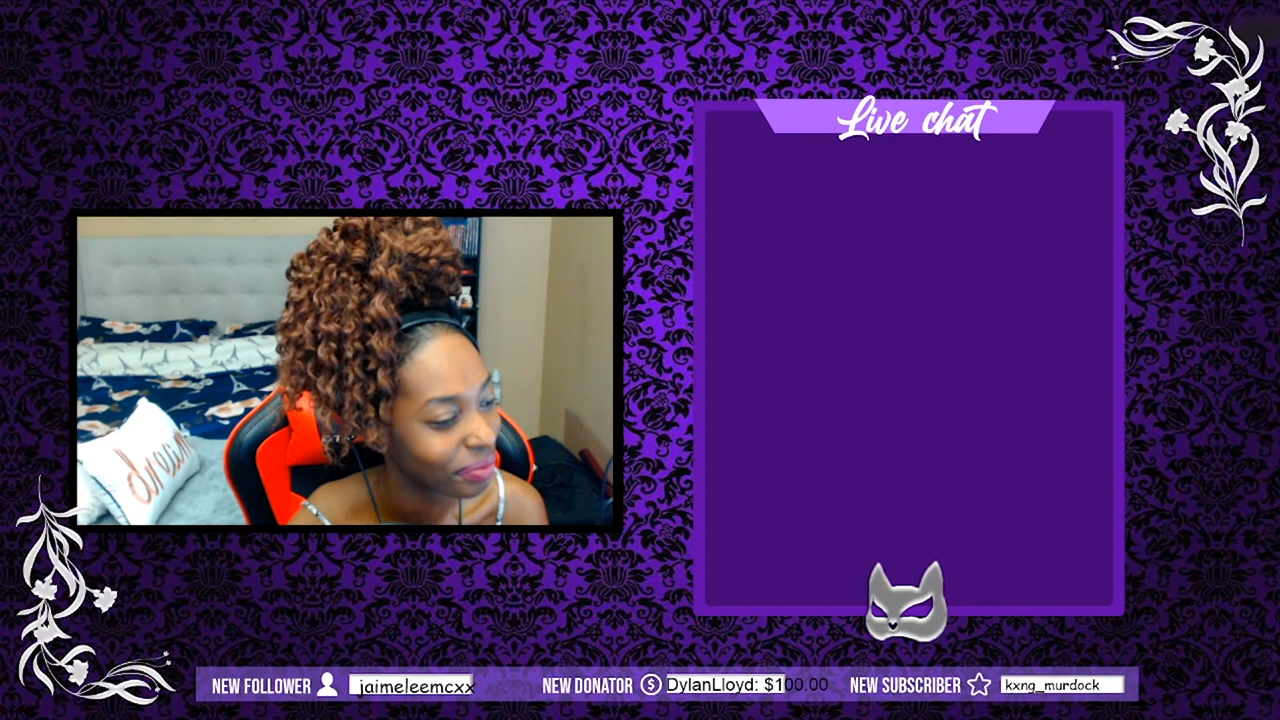 Live chat
dream
NEW FOLLOWER jaimeleemcxx NEW DONATOR DylanLloyd: $100.00 NEW SUBSCRIBER kxng_murdock